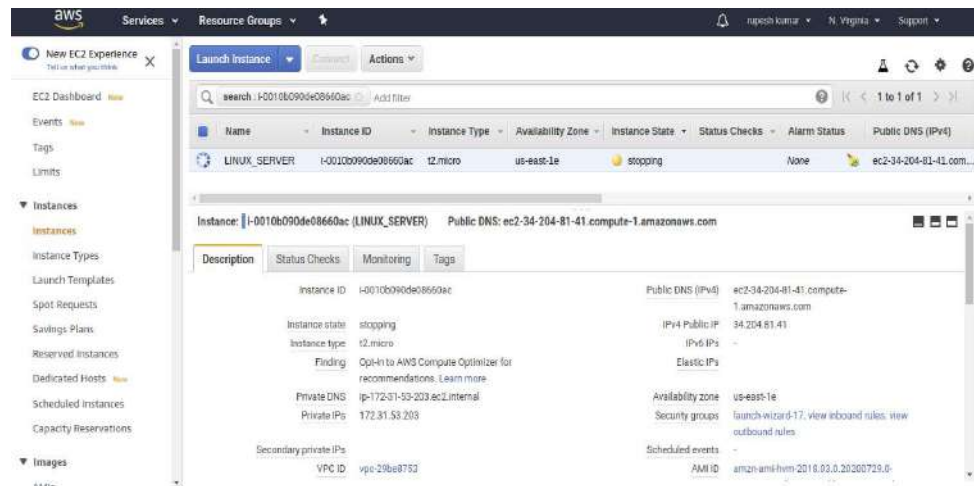 aws
Services
Resource Groups
rupesh kumar
N. Virginia
Support
New EC2 Experience
Tell us what you think
EC2 Dashboard New
Events New
Tags
Limits
Instances
Instances
Instance Types
Launch Templates
Spot Requests
Savings Plans
Reserved Instances
Dedicated Hosts New
Scheduled Instances
Capacity Reservations
Images
AMIs
Launch Instance
Connect
Actions
search : i-0010b090de08660ac
Add filter
1 to 1 of 1
Name Instance ID Instance Type Availability Zone Instance State Status Checks Alarm Status Public DNS (IPv4)
LINUX_SERVER i-0010b090de08660ac t2.micro us-east-1e stopping None ec2-34-204-81-41.com...
Instance: i-0010b090de08660ac (LINUX_SERVER) Public DNS: ec2-34-204-81-41.compute-1.amazonaws.com
Description Status Checks Monitoring Tags
Instance ID i-0010b090de08660ac
Instance state stopping
Instance type t2.micro
Finding Opt-in to AWS Compute Optimizer for
recommendations. Learn more
Private DNS ip-172-31-53-203.ec2.internal
Private IPs 172.31.53.203
Secondary private IPs
VPC ID vpc-29be8753
Public DNS (IPv4) ec2-34-204-81-41.compute-
1.amazonaws.com
IPv4 Public IP 34.204.81.41
IPv6 IPs -
Elastic IPs
Availability zone us-east-1e
Security groups launch-wizard-17. view inbound rules. view
outbound rules
Scheduled events -
AMI ID amzn-ami-hvm-2018.03.0.20200729.0-